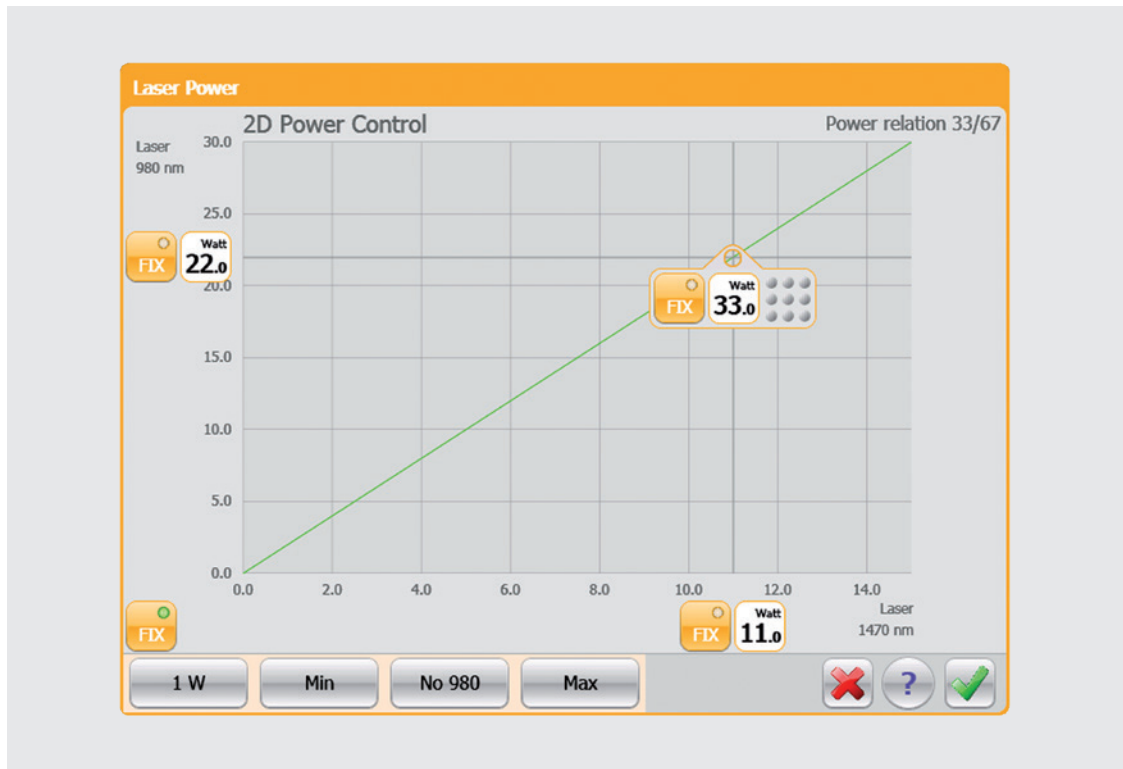 Laser Power
2D Power Control
Power relation 33/67
Laser
980 nm
30.0
25.0
FIX
Watt
22.0
20.0
FIX
Watt
33.0
15.0
10.0
5.0
0.0
0.0 2.0 4.0 6.0 8.0 10.0 12.0 14.0
FIX
FIX
Watt
11.0
Laser
1470 nm
1 W Min No 980 Max ?